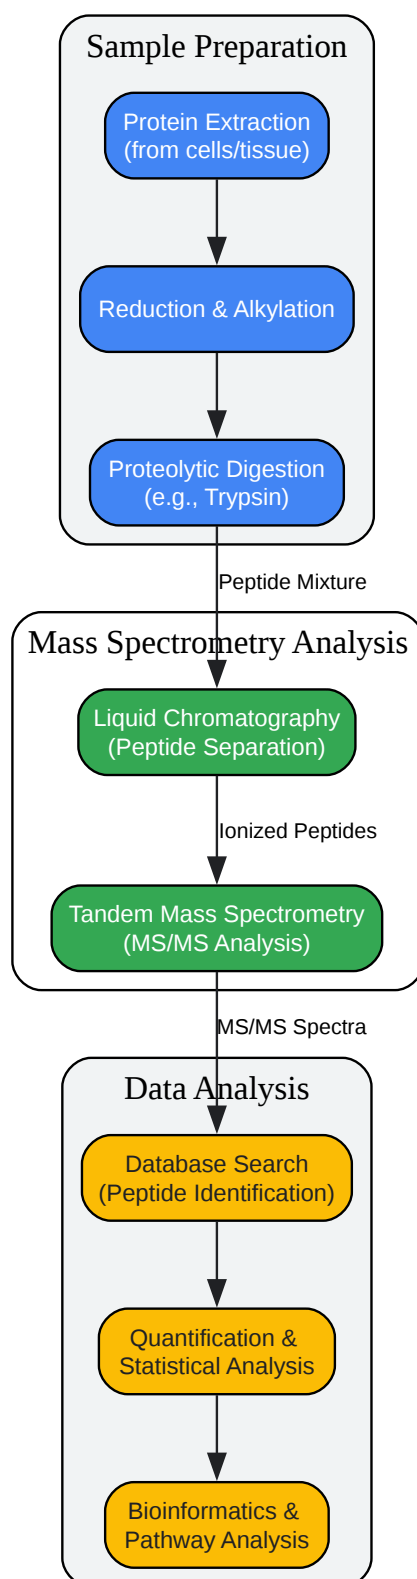 Sample Preparation
Protein Extraction
(from cells/tissue)
Reduction & Alkylation
Proteolytic Digestion
(e.g., Trypsin)
Peptide Mixture
Mass Spectrometry Analysis
Liquid Chromatography
(Peptide Separation)
Ionized Peptides
Tandem Mass Spectrometry
(MS/MS Analysis)
MS/MS Spectra
Data Analysis
Database Search
(Peptide Identification)
Quantification &
Statistical Analysis
Bioinformatics &
Pathway Analysis